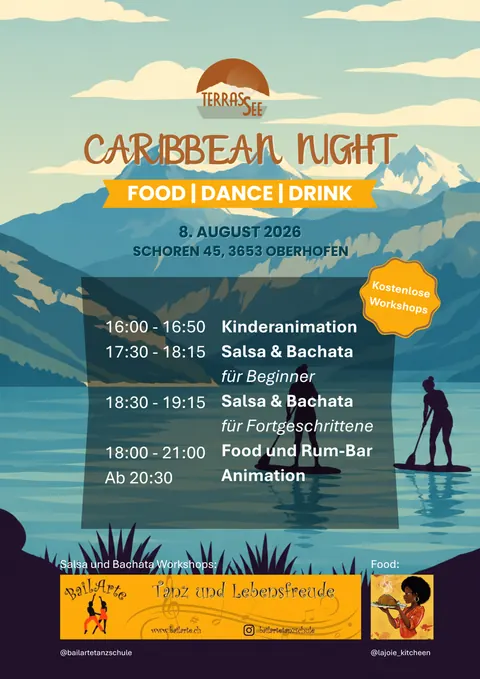 TERRASSEE
CARIBBEAN NIGHT
FOOD | DANCE | DRINK
8. AUGUST 2026
SCHOREN 45, 3653 OBERHOFEN
Kostenlose
Workshops
16:00 - 16:50 Kinderanimation
17:30 - 18:15 Salsa & Bachata
für Beginner
18:30 - 19:15 Salsa & Bachata
für Fortgeschrittene
18:00 - 21:00 Food und Rum-Bar
Ab 20:30 Animation
Salsa und Bachata Workshops: Food:
BailArte Tanz und Lebensfreude
www.bailarte.ch bailartetanzschule
@bailartetanzschule @lajoie_kitcheen